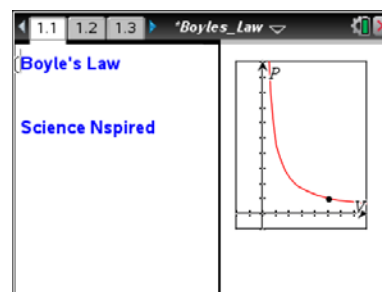 1.1 1.2 1.3 *Boyles_Law
Boyle's Law
Science Nspired
P
V